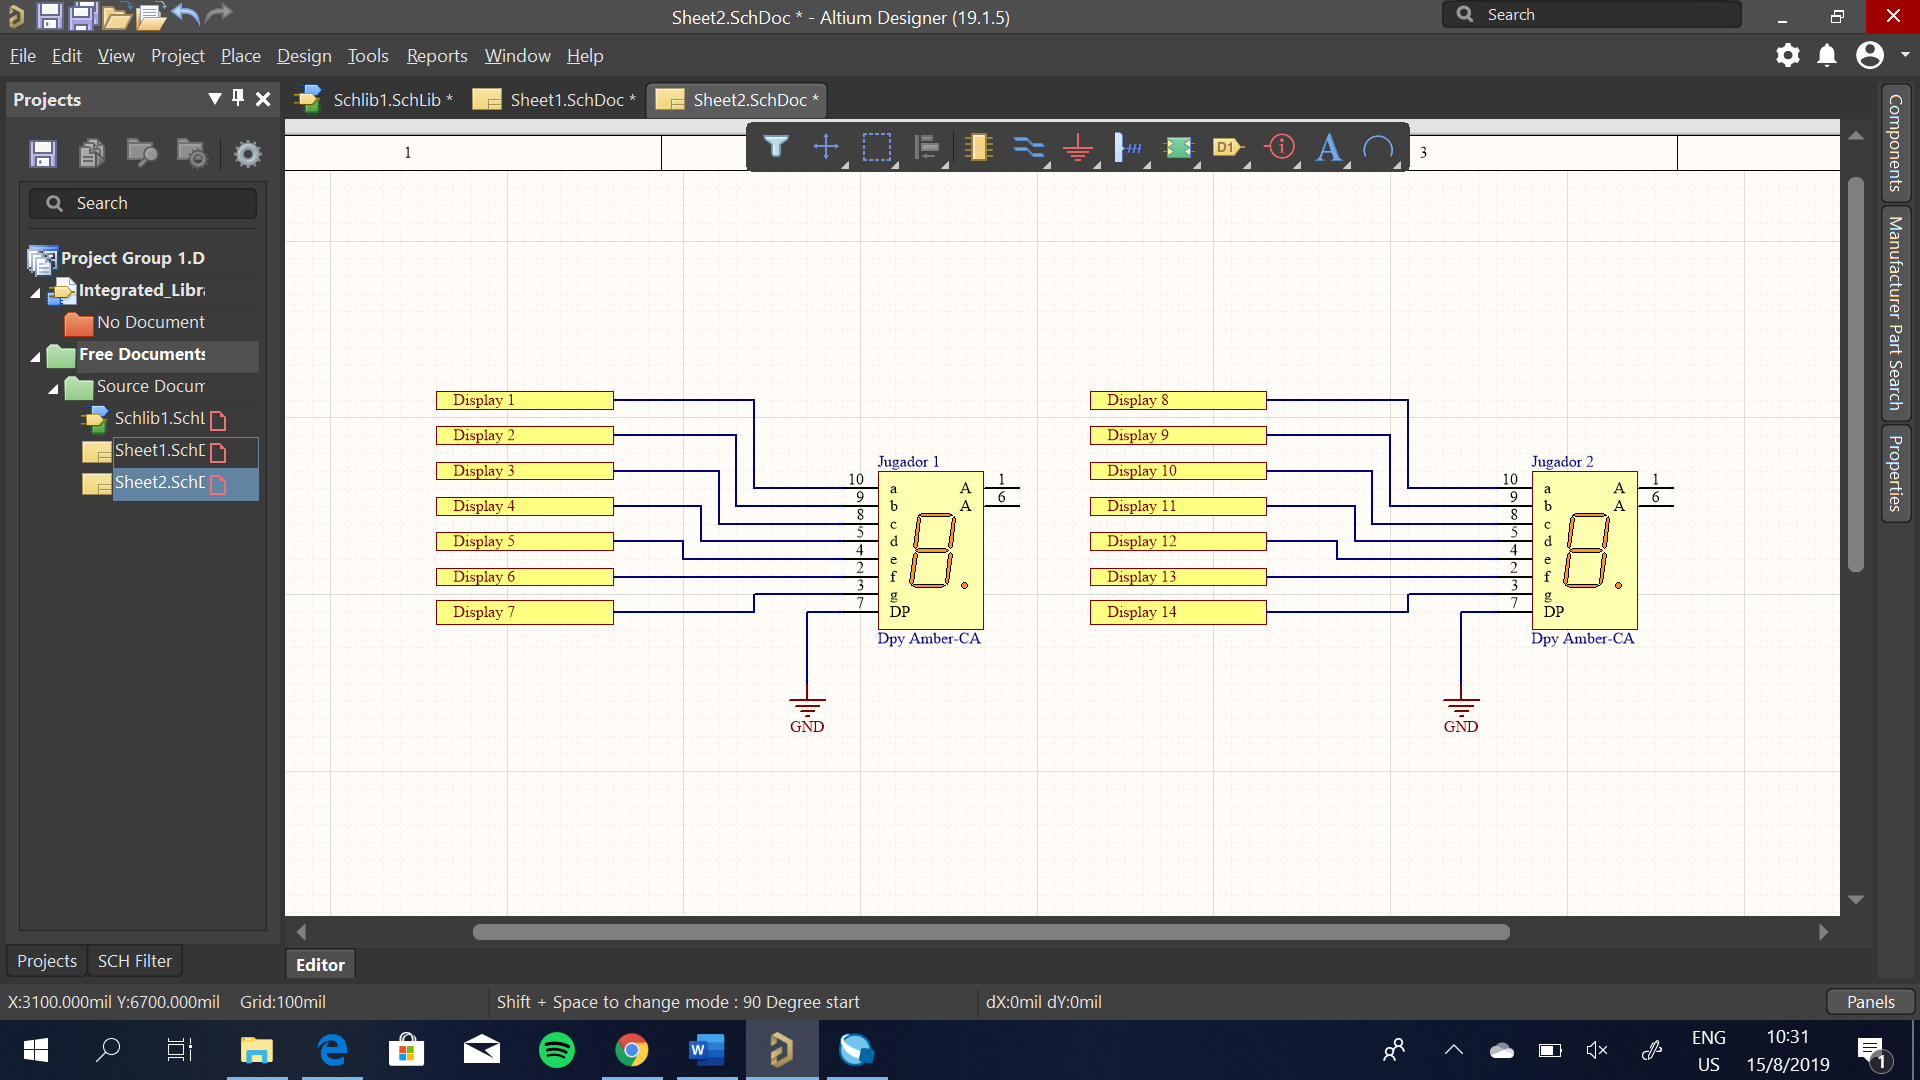 Sheet2.SchDoc * - Altium Designer (19.1.5)
Search
File Edit View Project Place Design Tools Reports Window Help
Projects
Schlib1.SchLib *
Sheet1.SchDoc *
Sheet2.SchDoc *
1
D1
A
3
Search
Project Group 1.D
Integrated_Libr
No Document
Free Documents
Source Docum
Schlib1.SchL
Sheet1.SchD
Sheet2.SchD
Components
Manufacturer Part Search
Properties
Display 1
Display 2
Display 3
Display 4
Display 5
Display 6
Display 7
Jugador 1
10 a A 1
9 b A 6
8 c
5 d
4 e
2 f
3 g
7 DP
Dpy Amber-CA
GND
Display 8
Display 9
Display 10
Display 11
Display 12
Display 13
Display 14
Jugador 2
10 a A 1
9 b A 6
8 c
5 d
4 e
2 f
3 g
7 DP
Dpy Amber-CA
GND
Projects
SCH Filter
Editor
X:3100.000mil Y:6700.000mil Grid:100mil
Shift + Space to change mode : 90 Degree start
dX:0mil dY:0mil
Panels
W
ENG
US
10:31
15/8/2019
1